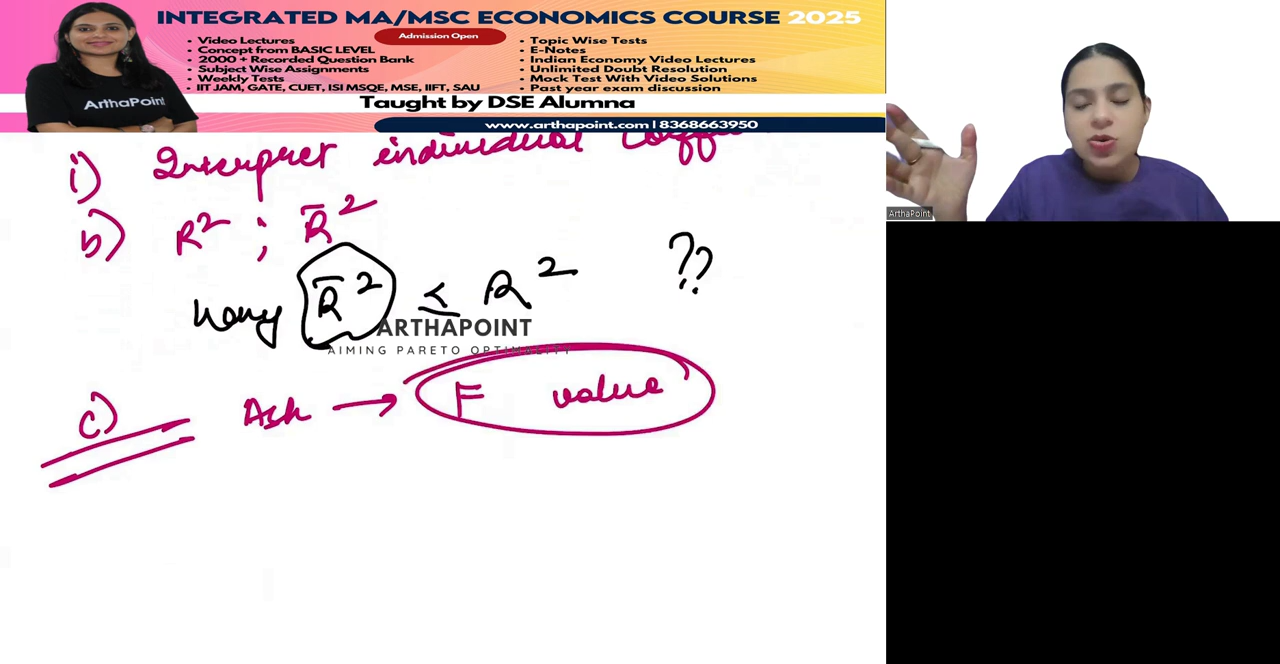 INTEGRATED MA/MSC ECONOMICS COURSE 2025
Admission Open
• Video Lectures
• Concept from BASIC LEVEL
• 2000 + Recorded Question Bank
• Subject Wise Assignments
• Weekly Tests
• IIT JAM, GATE, CUET, ISI MSQE, MSE, IIFT, SAU
• Topic Wise Tests
• E-Notes
• Indian Economy Video Lectures
• Unlimited Doubt Resolution
• Mock Test With Video Solutions
• Past year exam discussion
ArthaPoint
Taught by DSE Alumna
www.arthapoint.com | 8368663950
i) Interpret individual
b) R² ; R̄²
R̄² ≤ R² ??
ARTHAPOINT
AIMING PARETO OPTIMALITY
c) Ask → F value
ArthaPoint